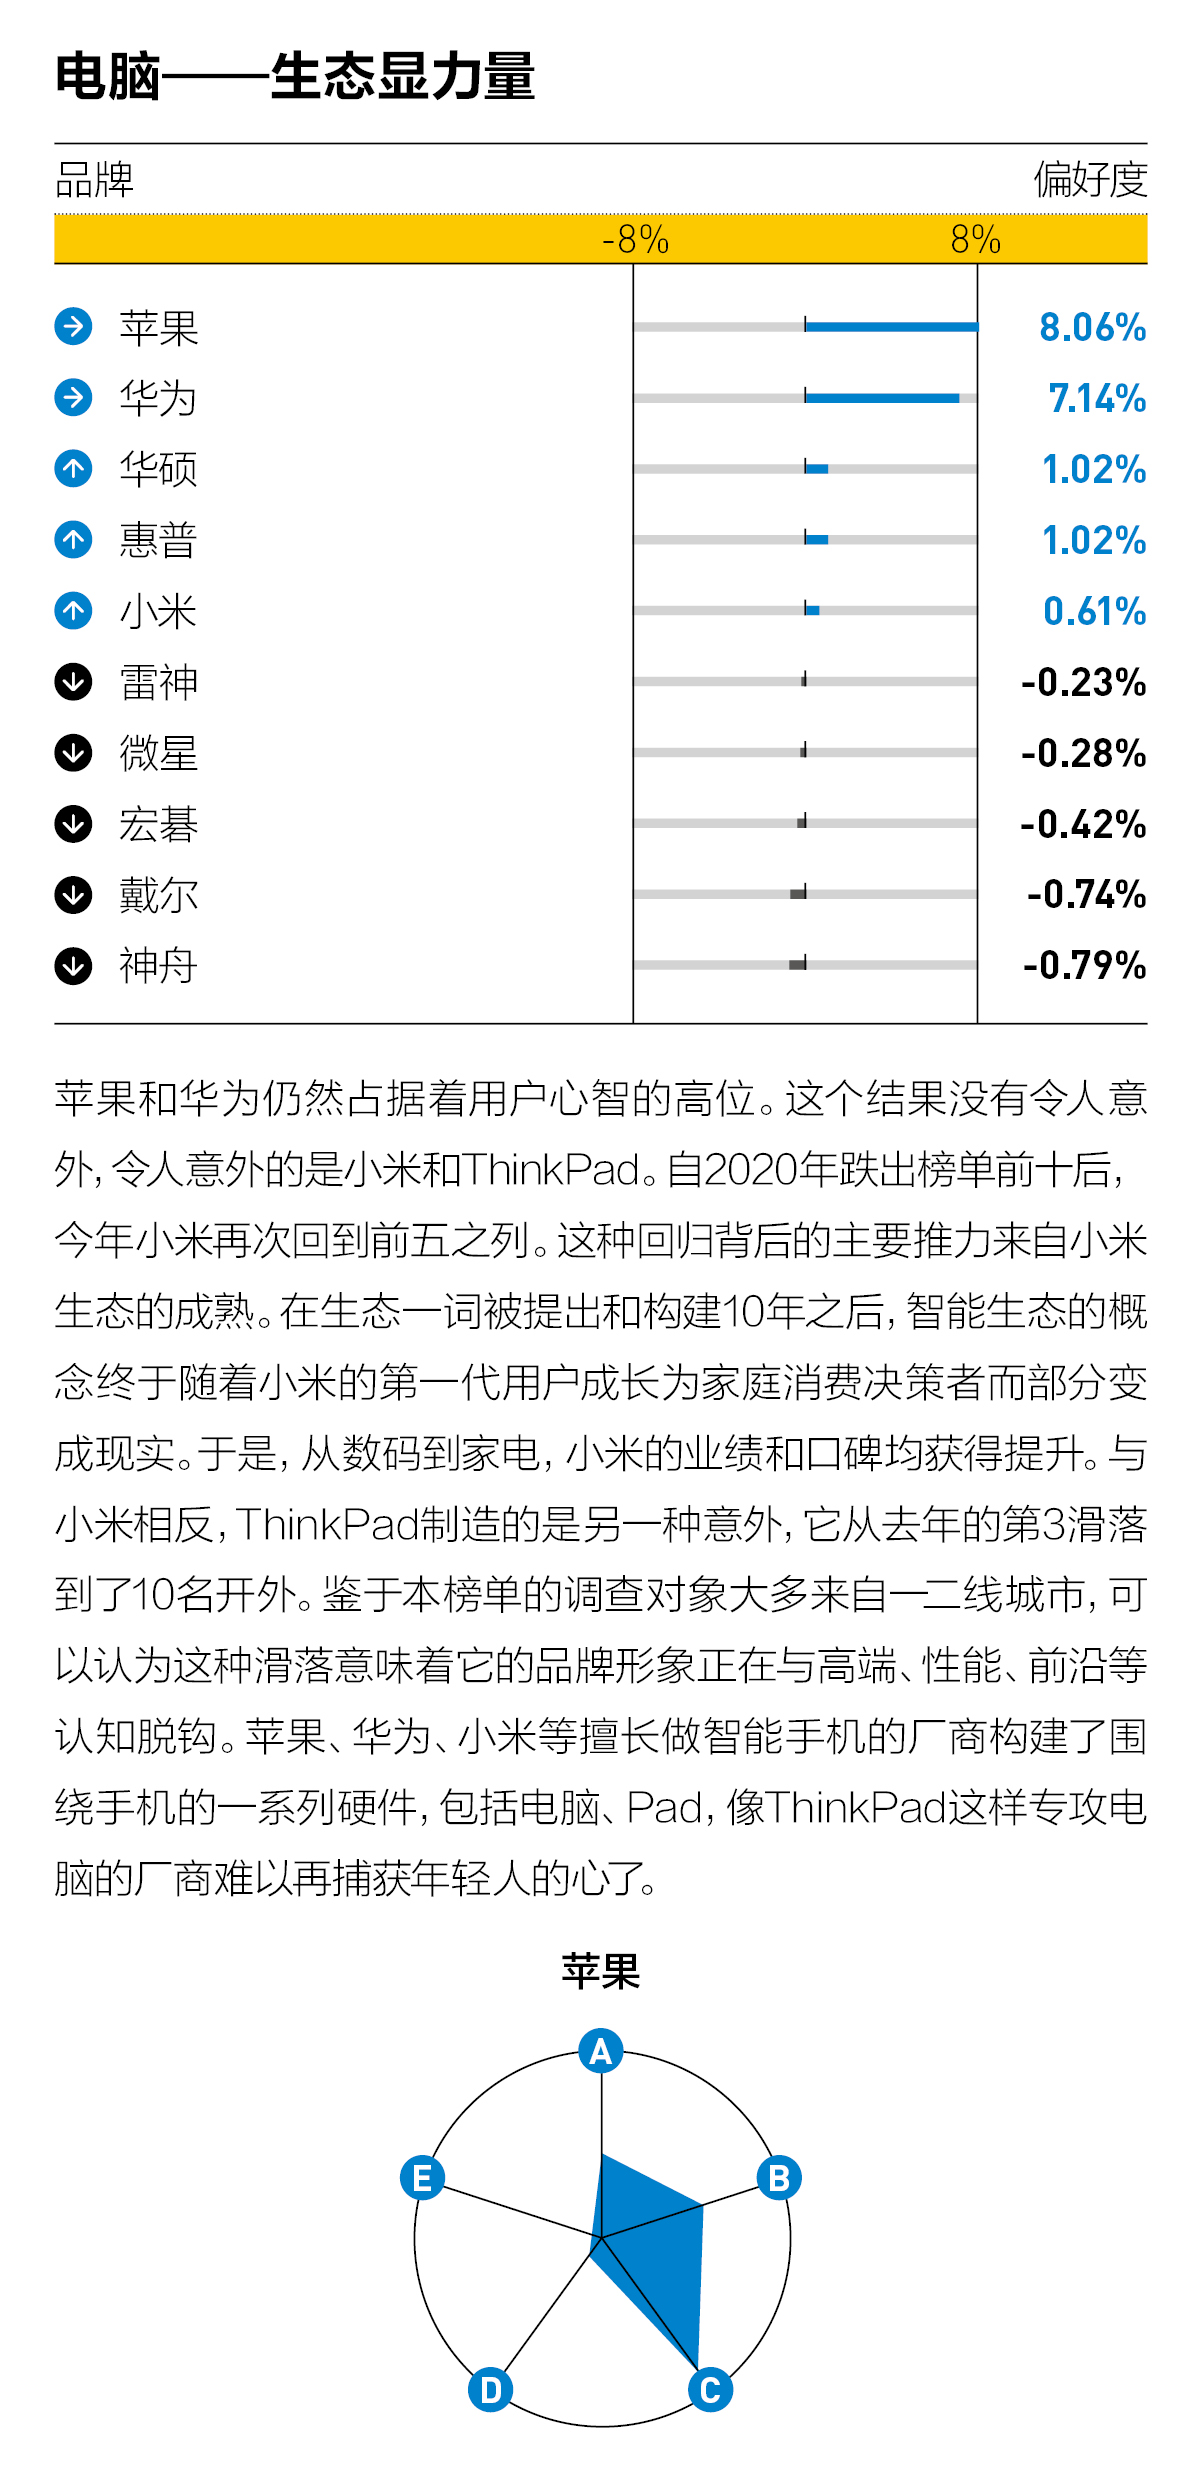 电脑——生态显力量
品牌 偏好度
-8% 8%
苹果 8.06%
华为 7.14%
华硕 1.02%
惠普 1.02%
小米 0.61%
雷神 -0.23%
微星 -0.28%
宏碁 -0.42%
戴尔 -0.74%
神舟 -0.79%
苹果和华为仍然占据着用户心智的高位。这个结果没有令人意
外，令人意外的是小米和ThinkPad。自2020年跌出榜单前十后，
今年小米再次回到前五之列。这种回归背后的主要推力来自小米
生态的成熟。在生态一词被提出和构建10年之后，智能生态的概
念终于随着小米的第一代用户成长为家庭消费决策者而部分变
成现实。于是，从数码到家电，小米的业绩和口碑均获得提升。与
小米相反，ThinkPad制造的是另一种意外，它从去年的第3滑落
到了10名开外。鉴于本榜单的调查对象大多来自一二线城市，可
以认为这种滑落意味着它的品牌形象正在与高端、性能、前沿等
认知脱钩。苹果、华为、小米等擅长做智能手机的厂商构建了围
绕手机的一系列硬件，包括电脑、Pad，像ThinkPad这样专攻电
脑的厂商难以再捕获年轻人的心了。
苹果
A
B
E
D
C